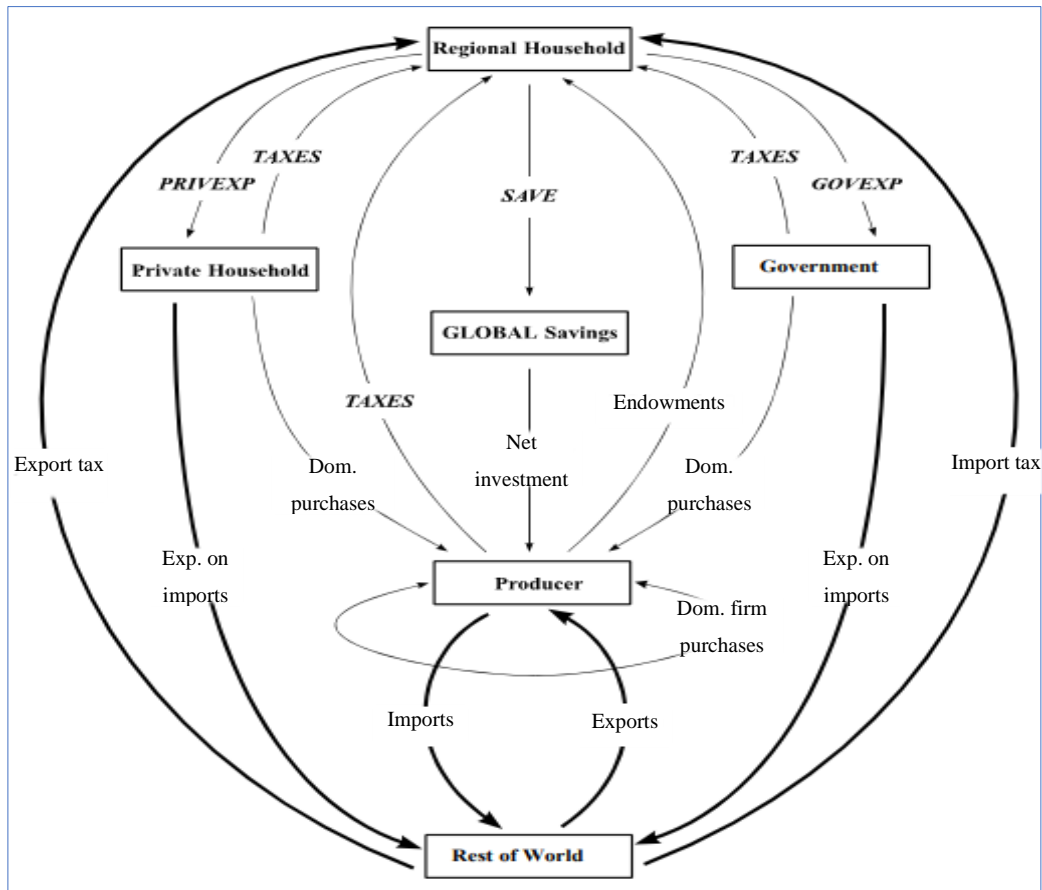 Regional Household
TAXES
TAXES
PRIVEXP
GOVEXP
SAVE
Private Household
Government
GLOBAL Savings
TAXES
Endowments
Export tax
Dom.
purchases
Net
investment
Dom.
purchases
Import tax
Exp. on
imports
Producer
Exp. on
imports
Dom. firm
purchases
Imports
Exports
Rest of World